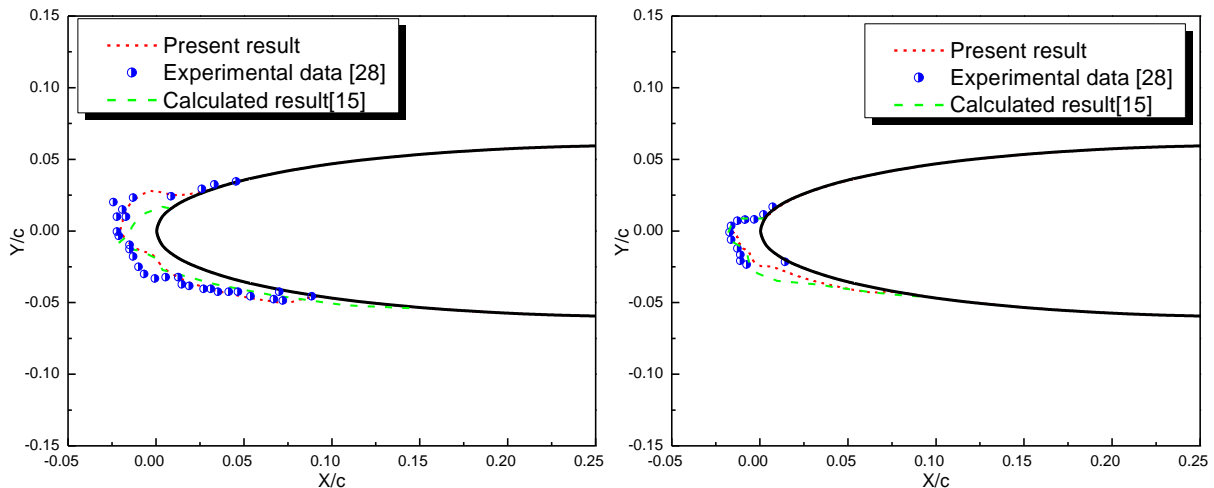 0.15
0.10
0.05
0.00
-0.05
-0.10
-0.15
Y/c
Present result
Experimental data [28]
Calculated result[15]
-0.05 0.00 0.05 0.10 0.15 0.20 0.25
X/c
0.15
0.10
0.05
0.00
-0.05
-0.10
-0.15
Y/c
Present result
Experimental data [28]
Calculated result[15]
-0.05 0.00 0.05 0.10 0.15 0.20 0.25
X/c